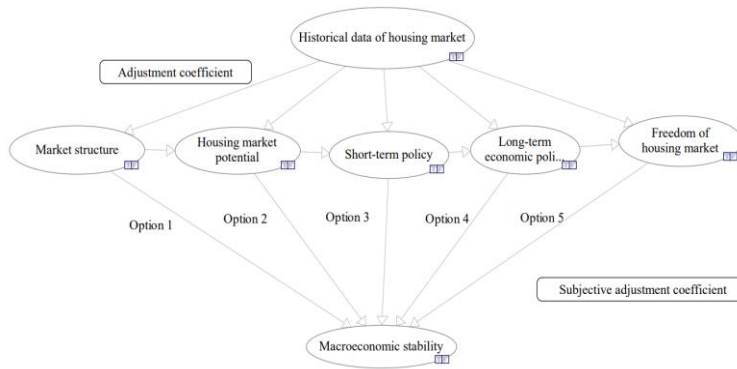 Historical data of housing market
Adjustment coefficient
Market structure
Housing market
potential
Short-term policy
Long-term
economic poli...
Freedom of
housing market
Option 1
Option 2
Option 3
Option 4
Option 5
Subjective adjustment coefficient
Macroeconomic stability